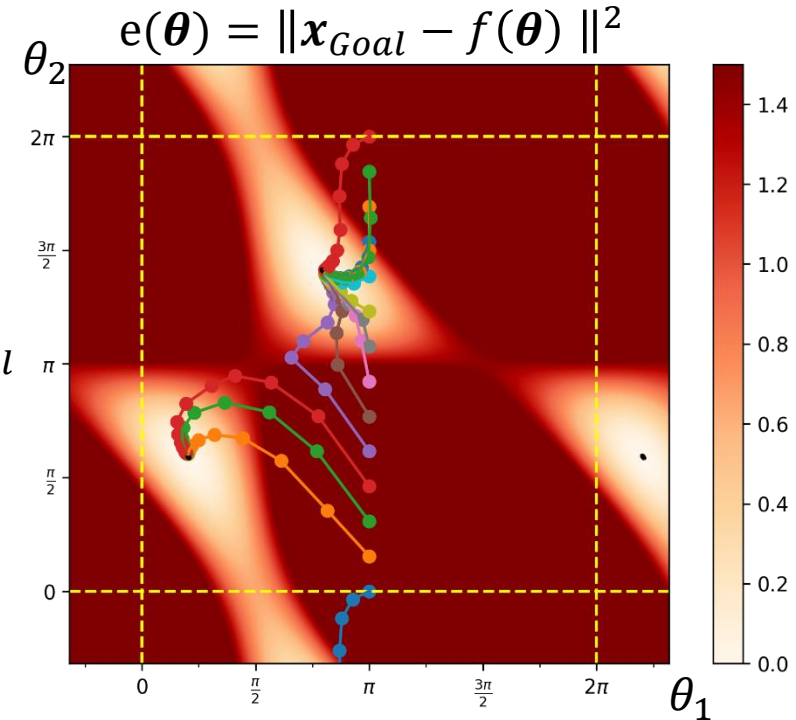 e(θ) = ‖x_Goal − f(θ) ‖²
θ₂
2π
3π/2
π
π/2
0
l
0
π/2
π
3π/2
2π
θ₁
1.4
1.2
1.0
0.8
0.6
0.4
0.2
0.0